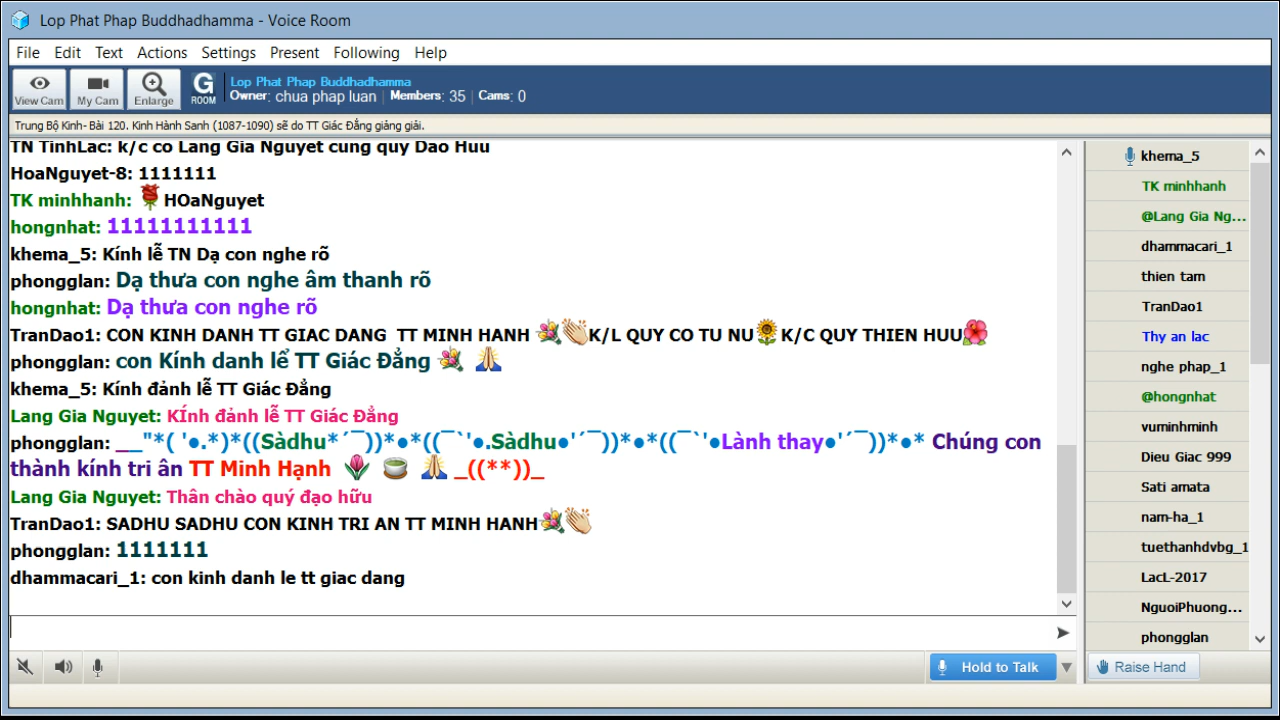 Lop Phat Phap Buddhadhamma - Voice Room
File Edit Text Actions Settings Present Following Help
View Cam My Cam Enlarge G ROOM
Lop Phat Phap Buddhadhamma
Owner: chua phap luan | Members: 35 | Cams: 0
Trung Bộ Kinh- Bài 120. Kinh Hành Sanh (1087-1090) sẽ do TT Giác Đẳng giảng giải.
TN TinhLac: k/c co Lang Gia Nguyet cung quy Dao Huu
HoaNguyet-8: 1111111
TK minhhanh: HOaNguyet
hongnhat: 11111111111
khema_5: Kính lễ TN Dạ con nghe rõ
phongglan: Dạ thưa con nghe âm thanh rõ
hongnhat: Dạ thưa con nghe rõ
TranDao1: CON KINH DANH TT GIAC DANG TT MINH HANH K/L QUY CO TU NU K/C QUY THIEN HUU
phongglan: con Kính danh lể TT Giác Đẳng
khema_5: Kính đảnh lễ TT Giác Đẳng
Lang Gia Nguyet: KÍnh đảnh lễ TT Giác Đẳng
phongglan: __"*( '●.*)*((Sàdhu*´¯))*●*((¯`'●.Sàdhu●'´¯))*●*((¯`'●Lành thay●'´¯))*●* Chúng con
thành kính tri ân TT Minh Hạnh _((**))_
Lang Gia Nguyet: Thân chào quý đạo hữu
TranDao1: SADHU SADHU CON KINH TRI AN TT MINH HANH
phongglan: 1111111
dhammacari_1: con kinh danh le tt giac dang
Hold to Talk
khema_5
TK minhhanh
@Lang Gia Ng...
dhammacari_1
thien tam
TranDao1
Thy an lac
nghe phap_1
@hongnhat
vuminhminh
Dieu Giac 999
Sati amata
nam-ha_1
tuethanhdvbg_1
LacL-2017
NguoiPhuong...
phongglan
Raise Hand